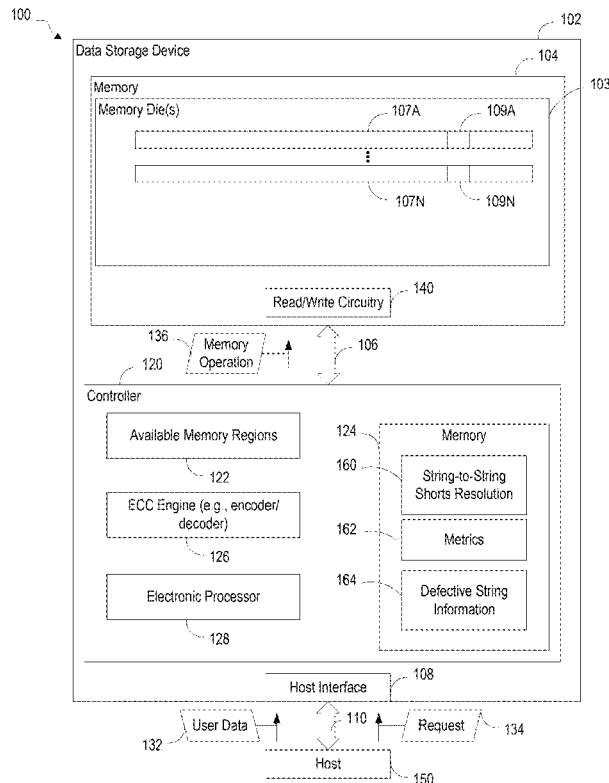 100
102
Data Storage Device
104
Memory
103
Memory Die(s)
107A
109A
107N
109N
140
Read/Write Circuitry
136
Memory
Operation
106
120
Controller
Available Memory Regions
122
ECC Engine (e.g., encoder/
decoder)
126
Electronic Processor
128
124
Memory
160
String-to-String
Shorts Resolution
162
Metrics
164
Defective String
Information
108
Host Interface
User Data
132
110
Request
134
Host
150